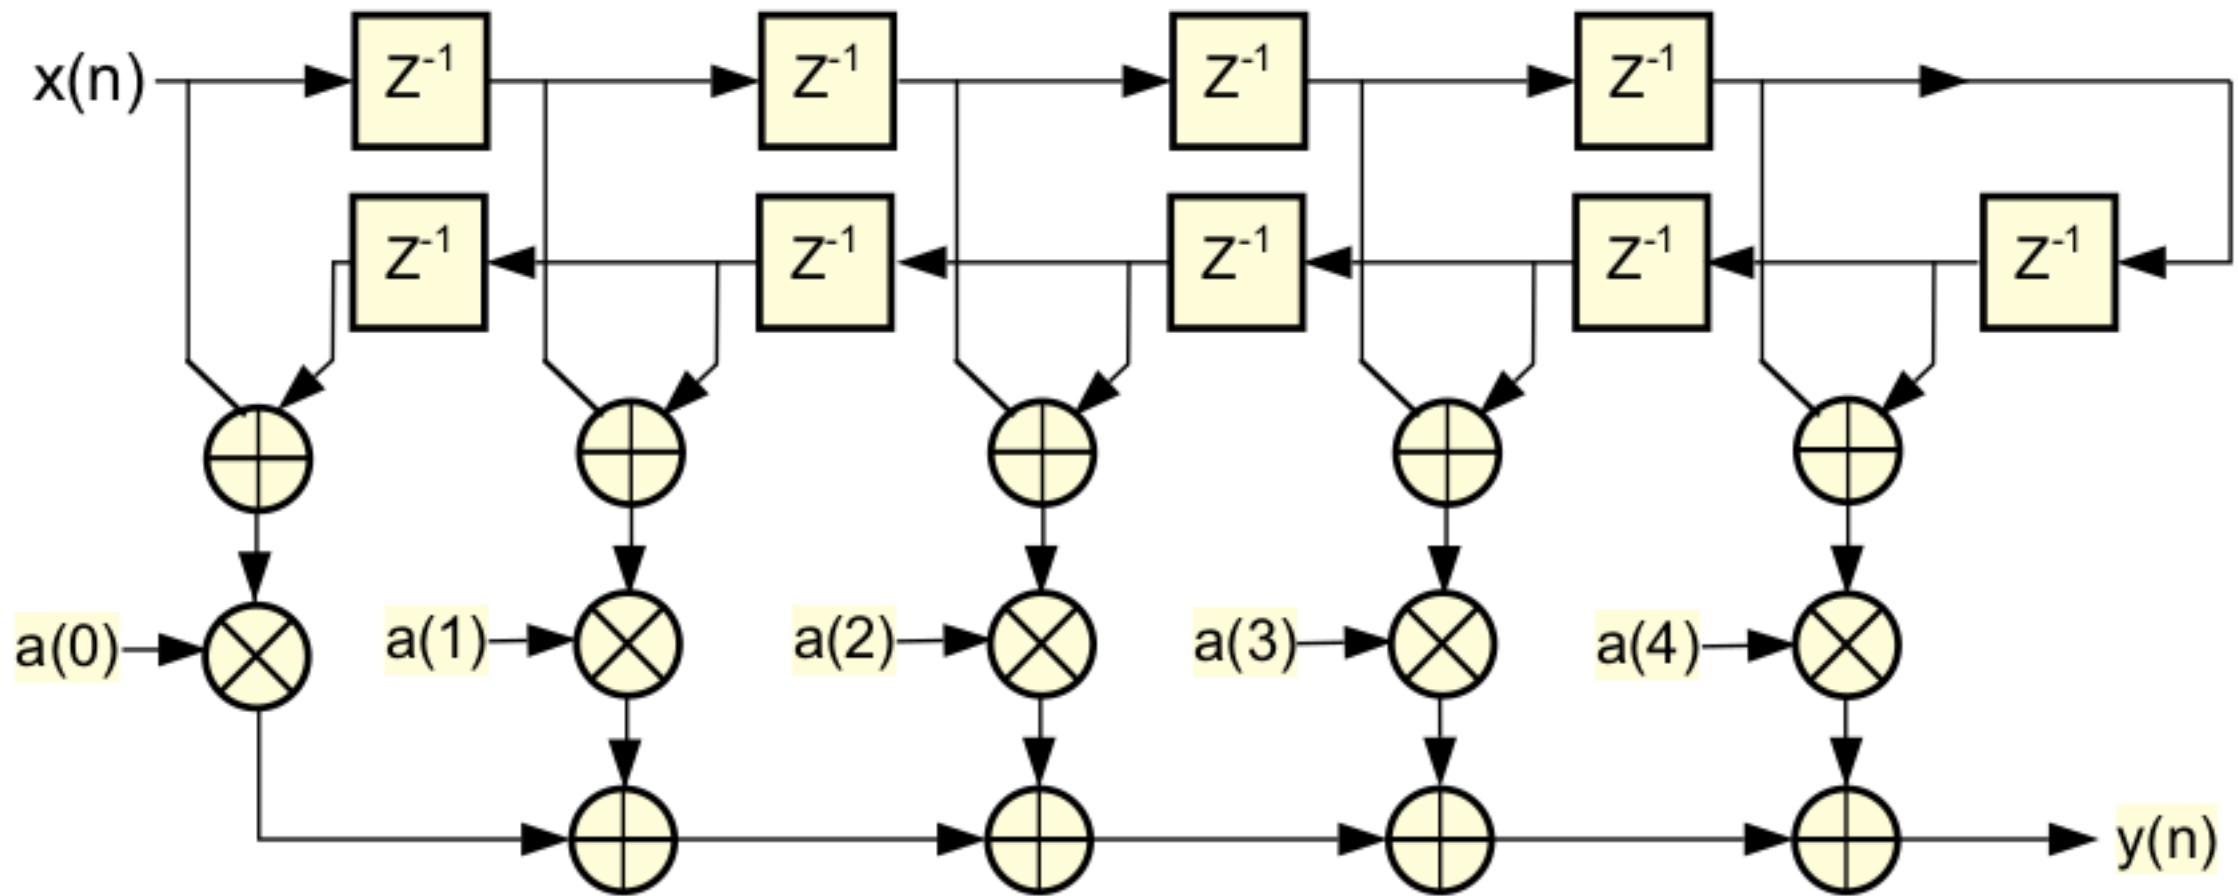 x(n)
Z⁻¹ Z⁻¹ Z⁻¹ Z⁻¹
Z⁻¹ Z⁻¹ Z⁻¹ Z⁻¹ Z⁻¹
a(0) a(1) a(2) a(3) a(4)
y(n)